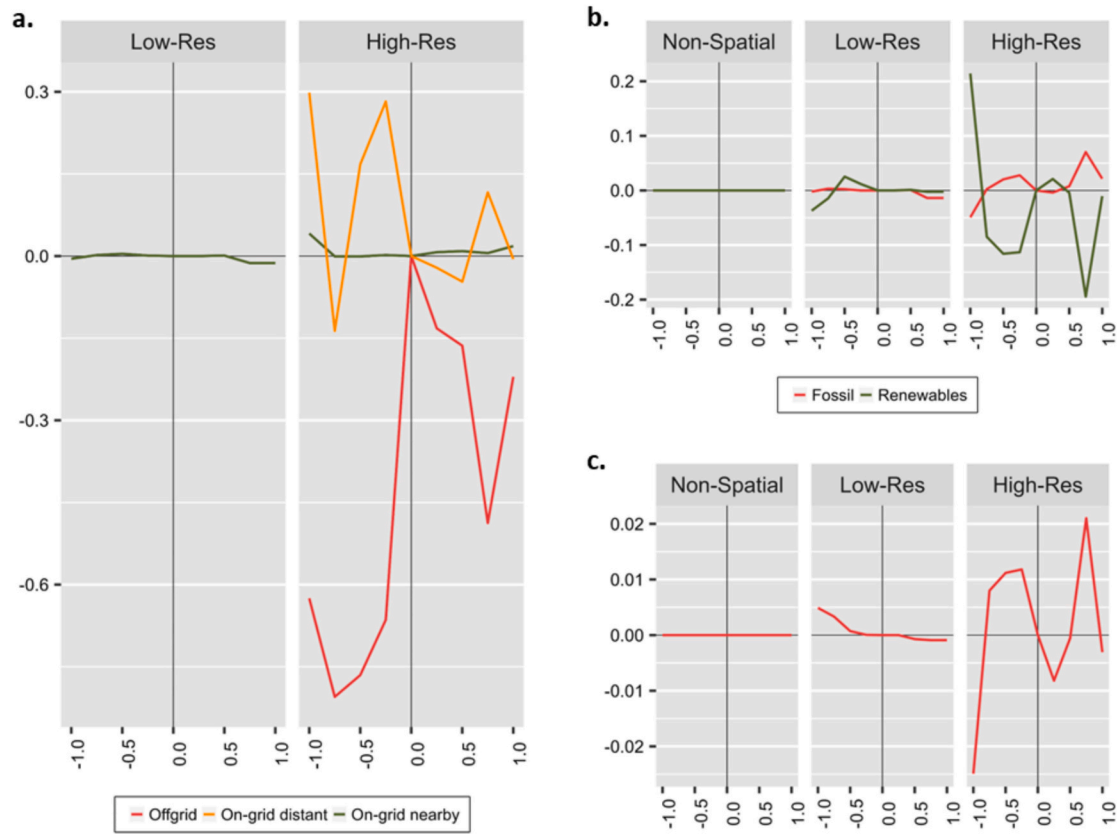 a.
Low-Res High-Res
0.3
0.0
-0.3
-0.6
-1.0 -0.5 0.0 0.5 1.0 -1.0 -0.5 0.0 0.5 1.0
Offgrid On-grid distant On-grid nearby
b.
Non-Spatial Low-Res High-Res
0.2
0.1
0.0
-0.1
-0.2
-1.0 -0.5 0.0 0.5 1.0 -1.0 -0.5 0.0 0.5 1.0 -1.0 -0.5 0.0 0.5 1.0
Fossil Renewables
c.
Non-Spatial Low-Res High-Res
0.02
0.01
0.00
-0.01
-0.02
-1.0 -0.5 0.0 0.5 1.0 -1.0 -0.5 0.0 0.5 1.0 -1.0 -0.5 0.0 0.5 1.0